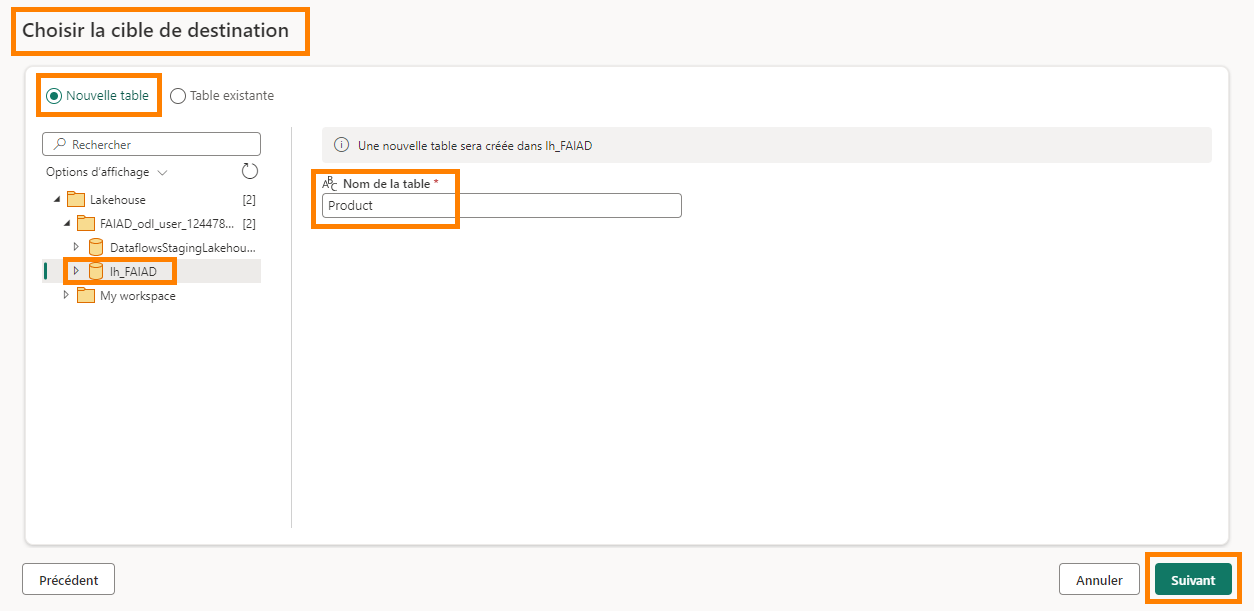 Choisir la cible de destination
Nouvelle table
Table existante
Rechercher
Options d'affichage
Lakehouse [2]
FAIAD_odl_user_124478... [2]
DataflowsStagingLakehou...
lh_FAIAD
My workspace
Une nouvelle table sera créée dans lh_FAIAD
ABC Nom de la table *
Product
Précédent
Annuler
Suivant